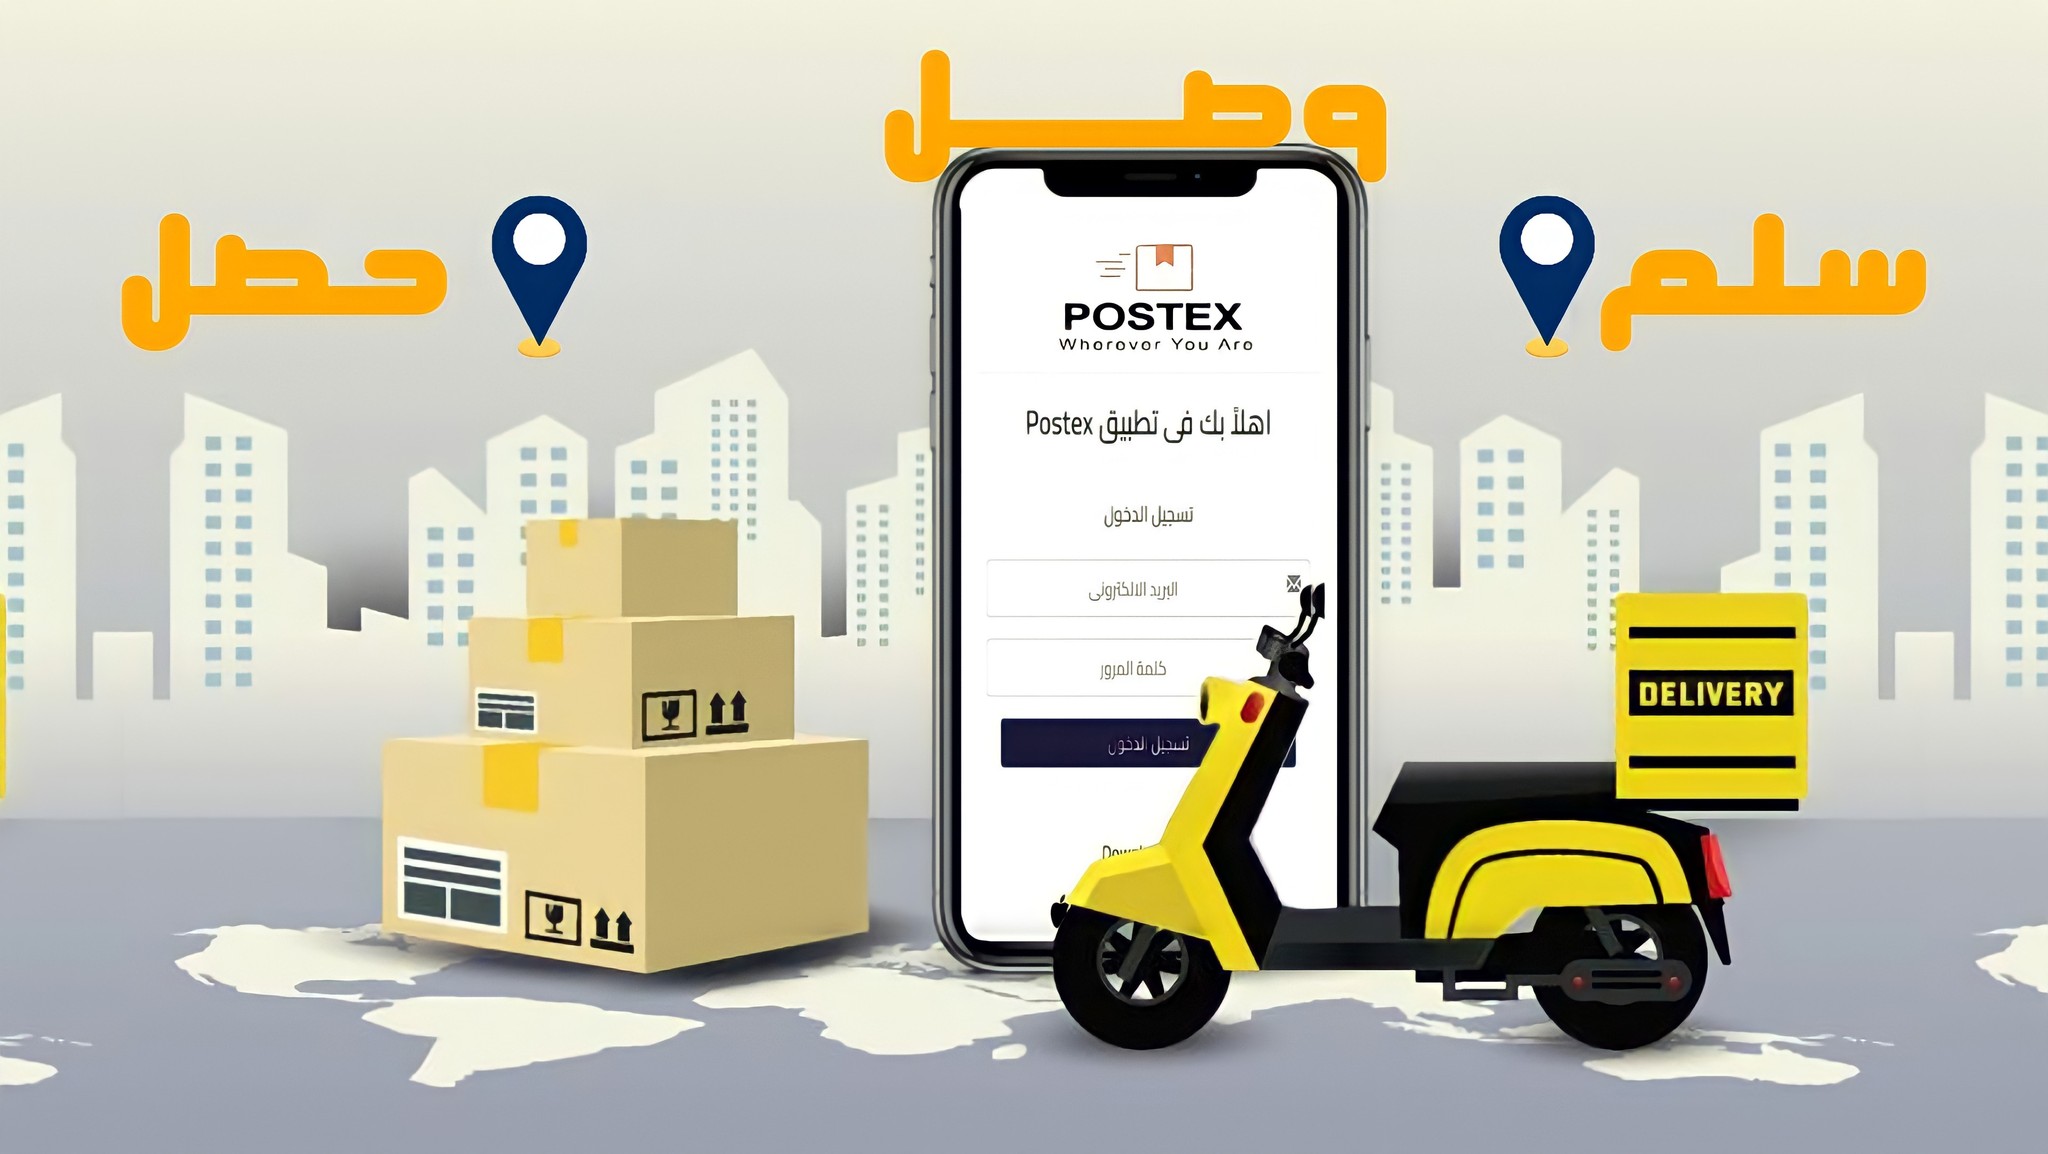 وصل
سلم
حصل
POSTEX
Wherever You Are
اهلاً بك فى تطبيق Postex
تسجيل الدخول
البريد الالكترونى
كلمة المرور
تسجيل الدخول
DELIVERY